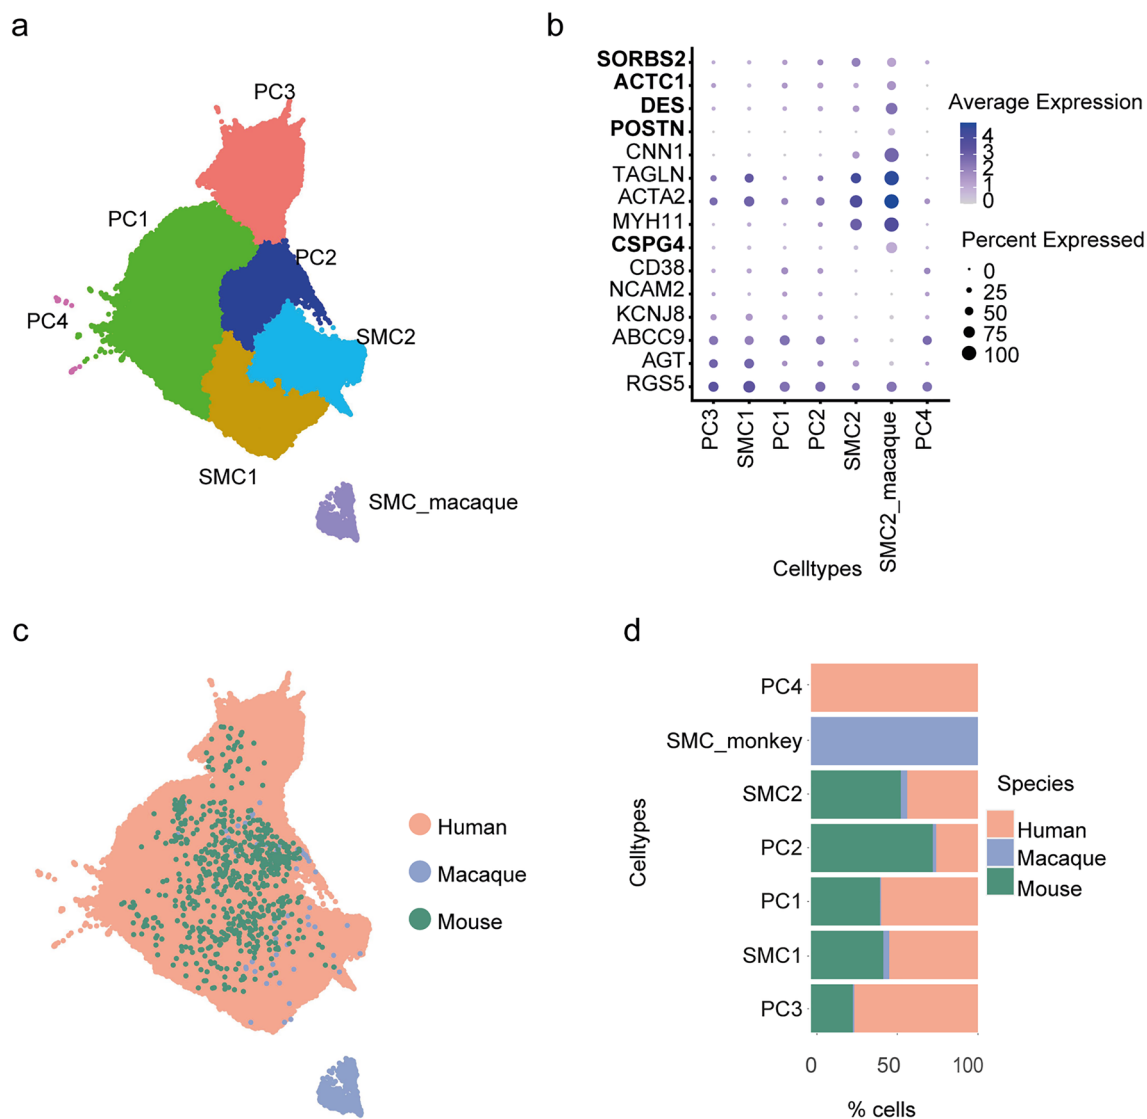 a
PC3
PC1
PC2
PC4
SMC2
SMC1
SMC_macaque
b
SORBS2
ACTC1
DES
POSTN
CNN1
TAGLN
ACTA2
MYH11
CSPG4
CD38
NCAM2
KCNJ8
ABCC9
AGT
RGS5
PC3
SMC1
PC1
PC2
SMC2
SMC2_macaque
PC4
Celltypes
Average Expression
4
3
2
1
0
Percent Expressed
0
25
50
75
100
c
Human
Macaque
Mouse
d
PC4
SMC_monkey
SMC2
PC2
PC1
SMC1
PC3
Celltypes
0
50
100
% cells
Species
Human
Macaque
Mouse